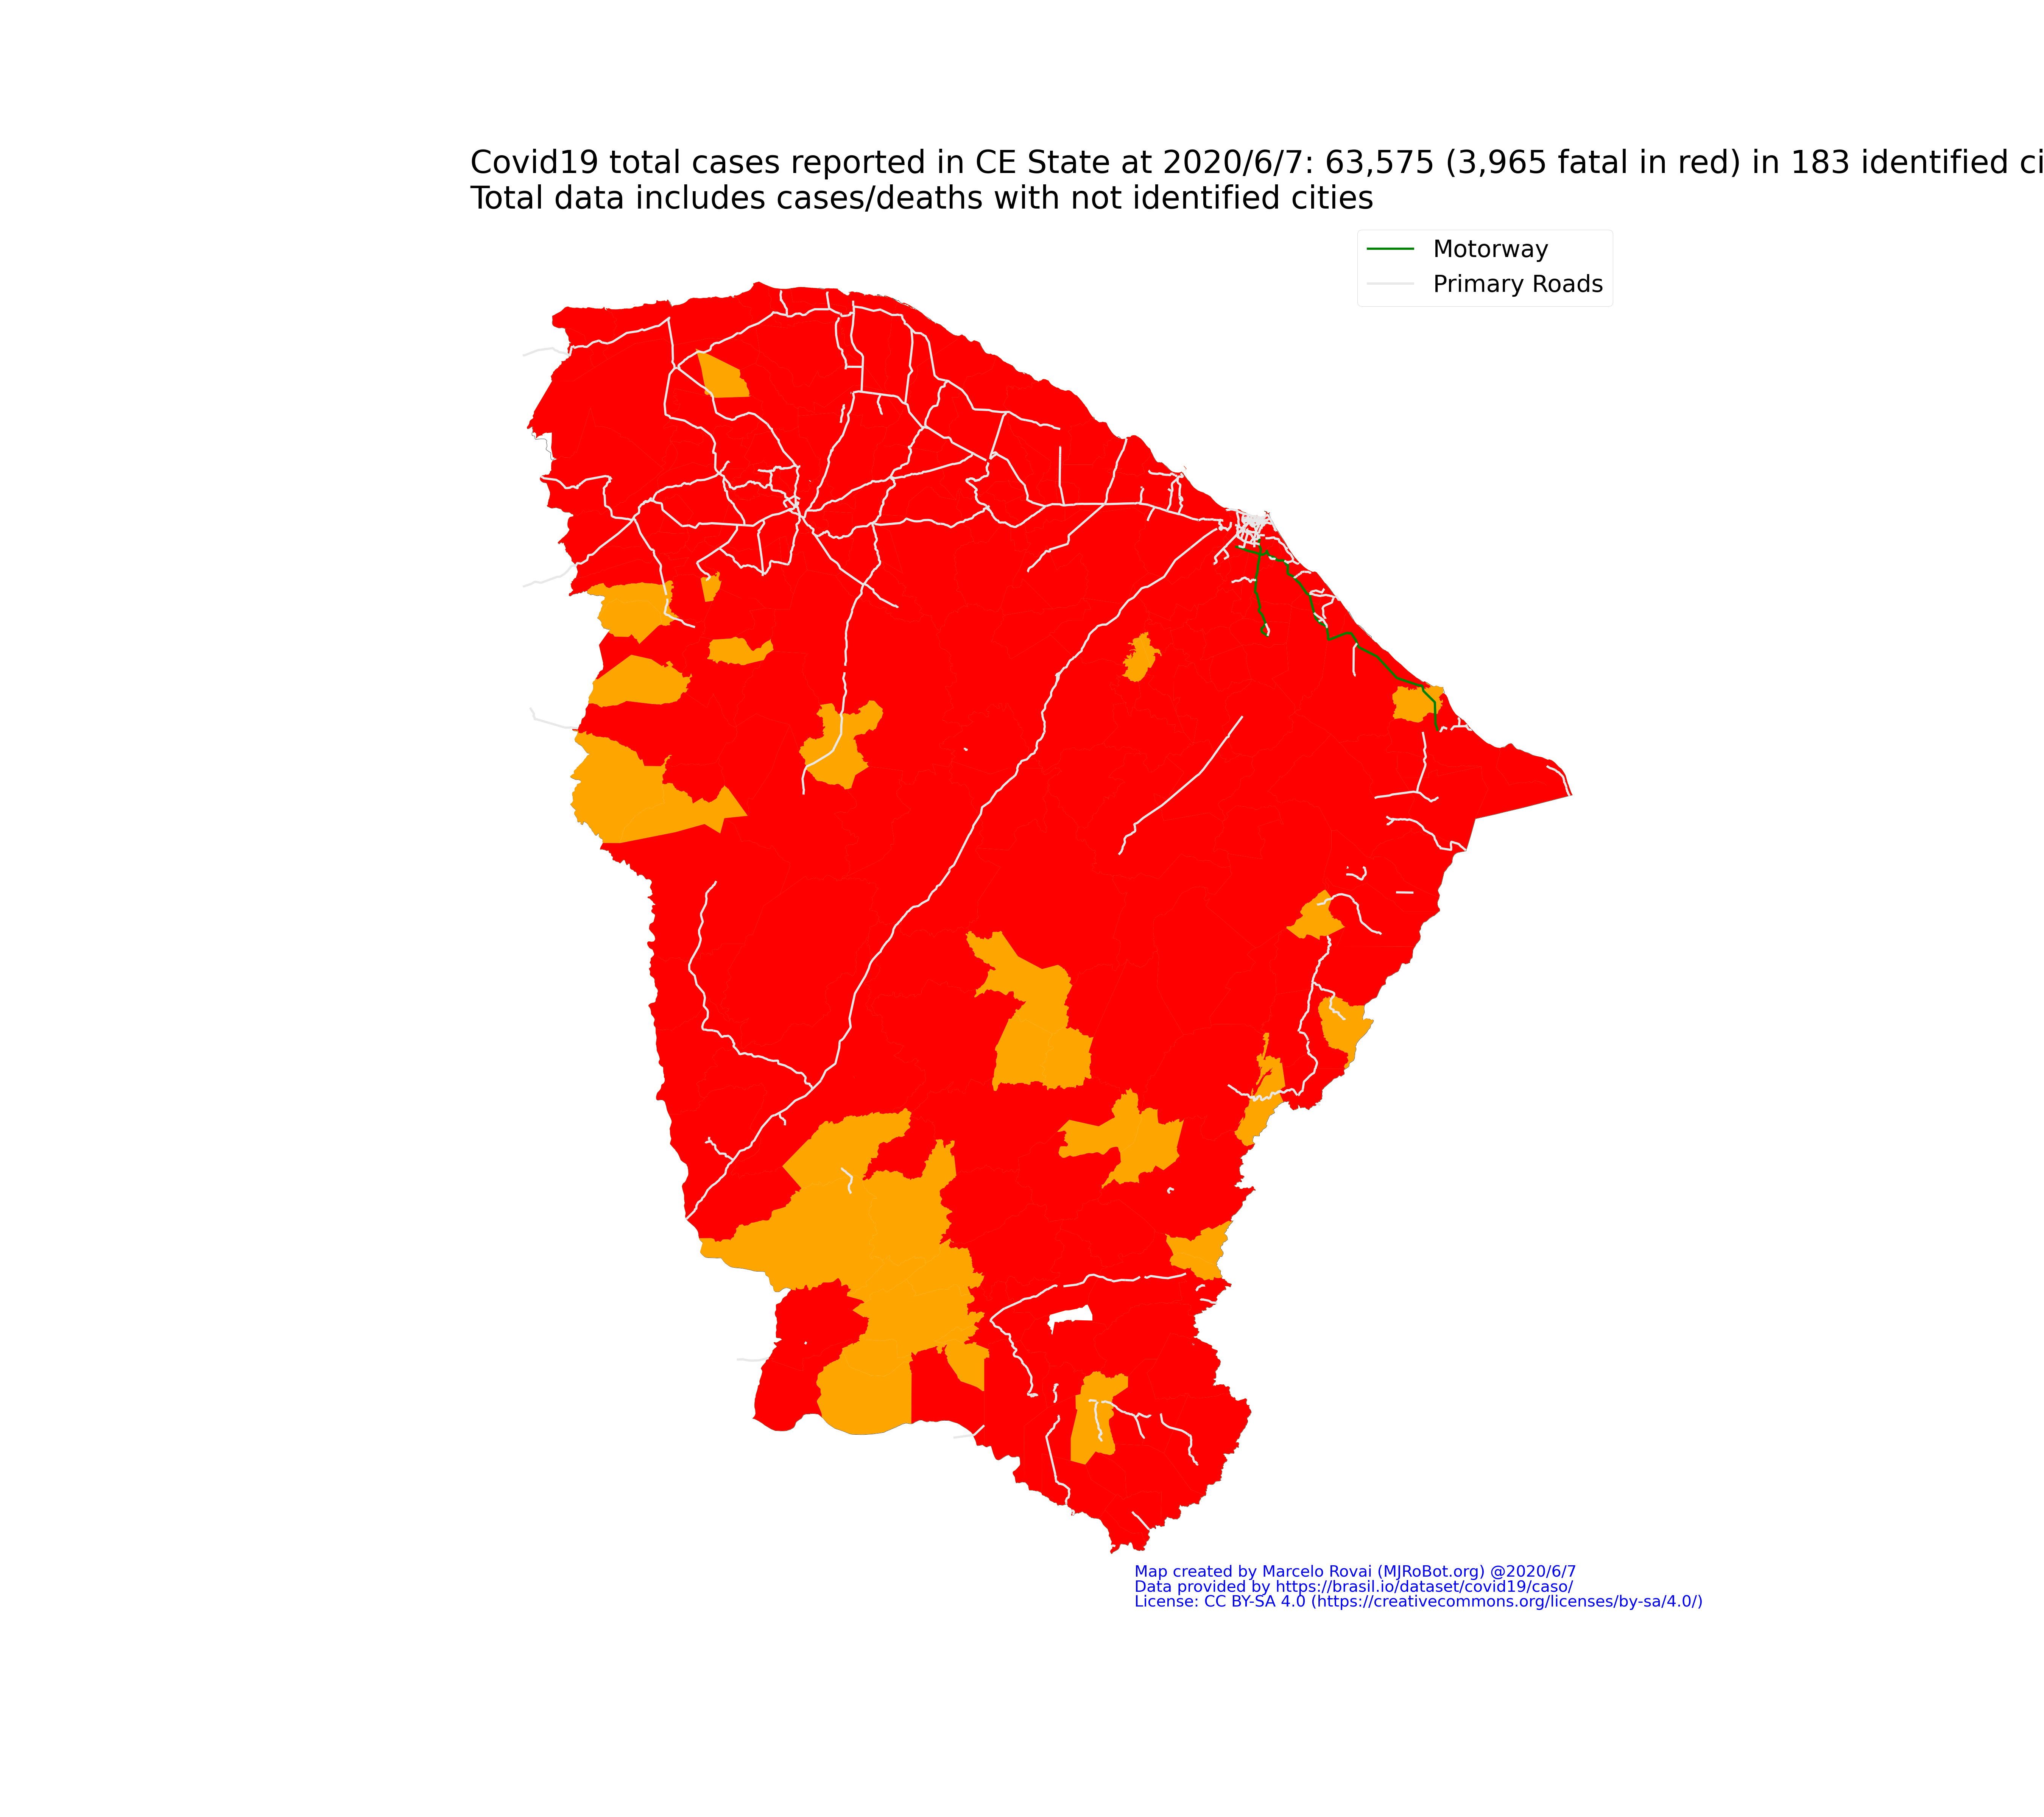 Covid19 total cases reported in CE State at 2020/6/7: 63,575 (3,965 fatal in red) in 183 identified ci
Total data includes cases/deaths with not identified cities
Motorway
Primary Roads
Map created by Marcelo Rovai (MJRoBot.org) @2020/6/7
Data provided by https://brasil.io/dataset/covid19/caso/
License: CC BY-SA 4.0 (https://creativecommons.org/licenses/by-sa/4.0/)